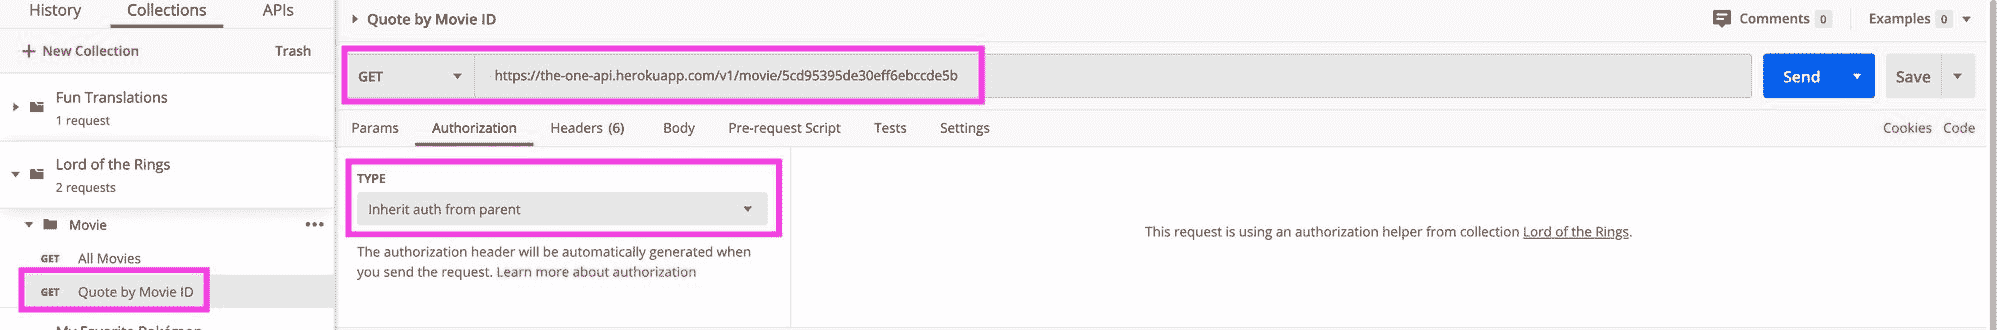 History Collections APIs
+ New Collection Trash
Fun Translations
1 request
Lord of the Rings
2 requests
Movie •••
GET All Movies
GET Quote by Movie ID
My Favorite Pokémon
Quote by Movie ID
Comments 0 Examples 0
GET https://the-one-api.herokuapp.com/v1/movie/5cd95395de30eff6ebccde5b
Send Save
Params Authorization Headers (6) Body Pre-request Script Tests Settings Cookies Code
TYPE
Inherit auth from parent
The authorization header will be automatically generated when
you send the request. Learn more about authorization
This request is using an authorization helper from collection Lord of the Rings.